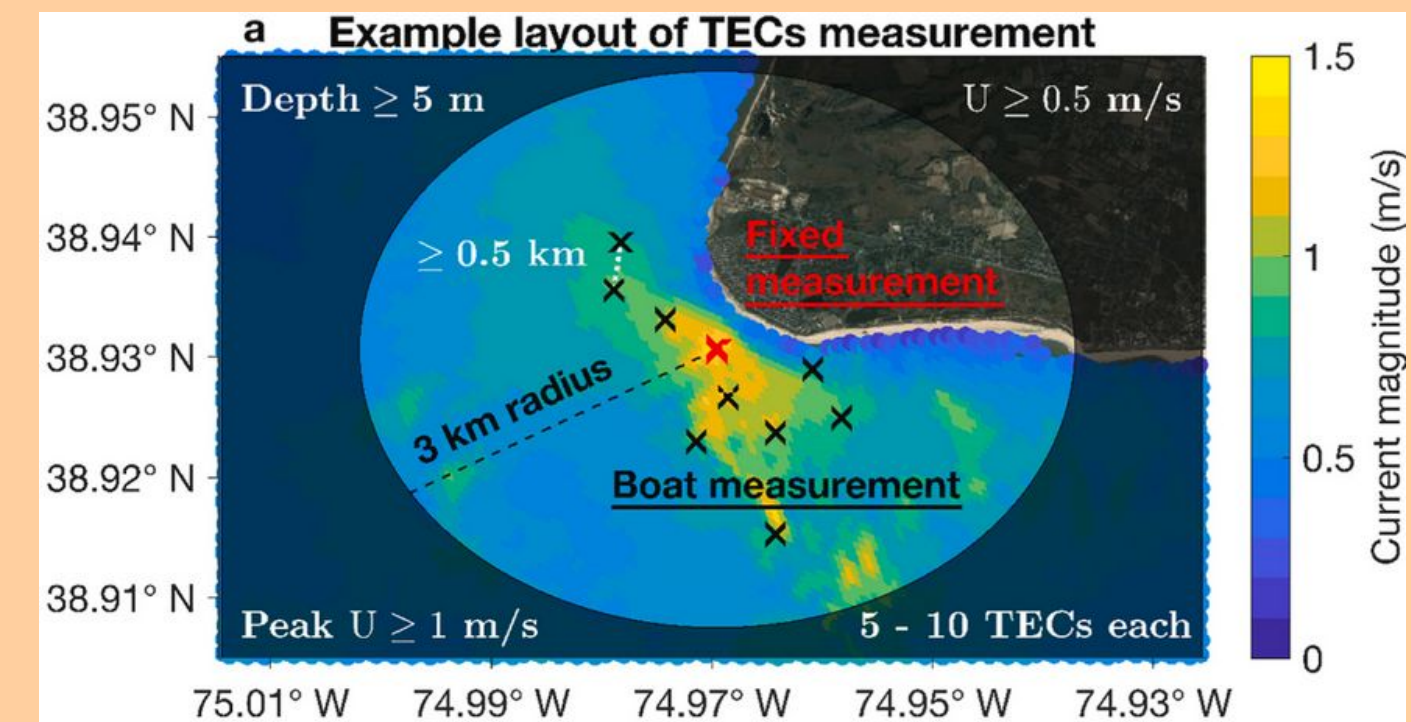 a Example layout of TECs measurement
Depth ≥ 5 m
U ≥ 0.5 m/s
≥ 0.5 km
Fixed
measurement
3 km radius
Boat measurement
Peak U ≥ 1 m/s
5 - 10 TECs each
38.95° N
38.94° N
38.93° N
38.92° N
38.91° N
75.01° W
74.99° W
74.97° W
74.95° W
74.93° W
1.5
1
0.5
0
Current magnitude (m/s)